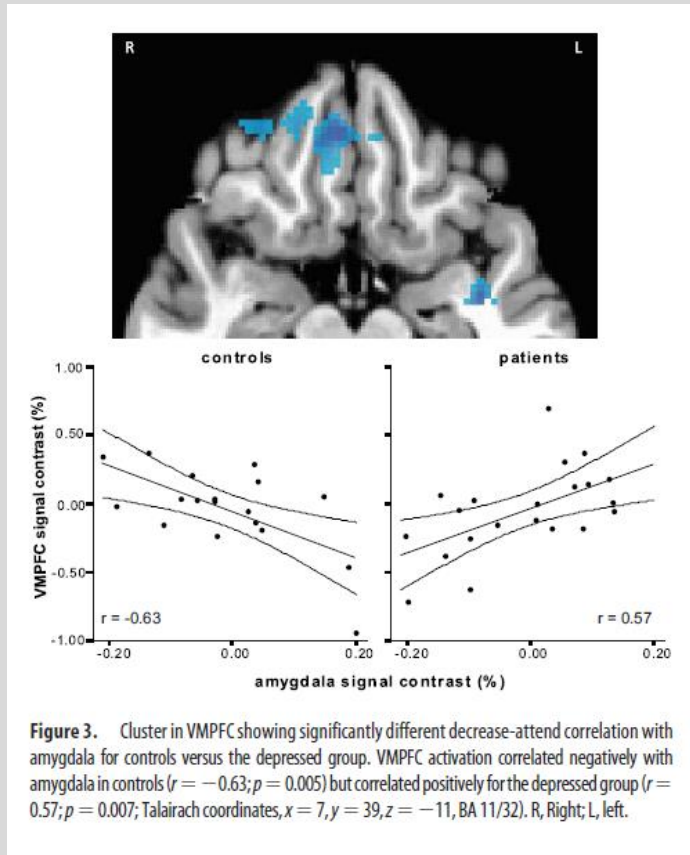 R L
controls patients
1.00
0.50
0.00
-0.50
-1.00
VMPFC signal contrast (%)
r = -0.63 r = 0.57
-0.20 0.00 0.20 -0.20 0.00 0.20
amygdala signal contrast (%)
Figure 3. Cluster in VMPFC showing significantly different decrease-attend correlation with
amygdala for controls versus the depressed group. VMPFC activation correlated negatively with
amygdala in controls (r = −0.63; p = 0.005) but correlated positively for the depressed group (r =
0.57; p = 0.007; Talairach coordinates, x = 7, y = 39, z = −11, BA 11/32). R, Right; L, left.